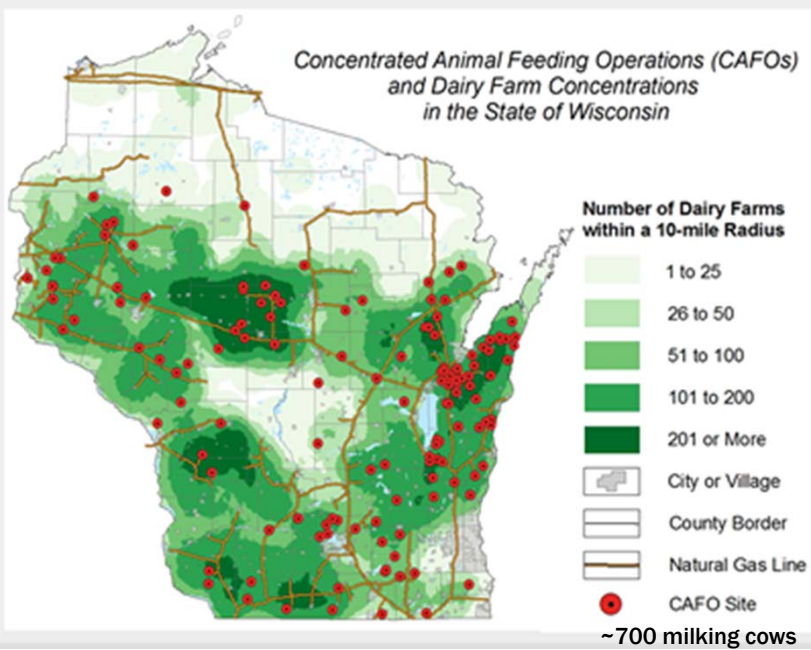 Concentrated Animal Feeding Operations (CAFOs)
and Dairy Farm Concentrations
in the State of Wisconsin
Number of Dairy Farms
within a 10-mile Radius
1 to 25
26 to 50
51 to 100
101 to 200
201 or More
City or Village
County Border
Natural Gas Line
CAFO Site
~700 milking cows